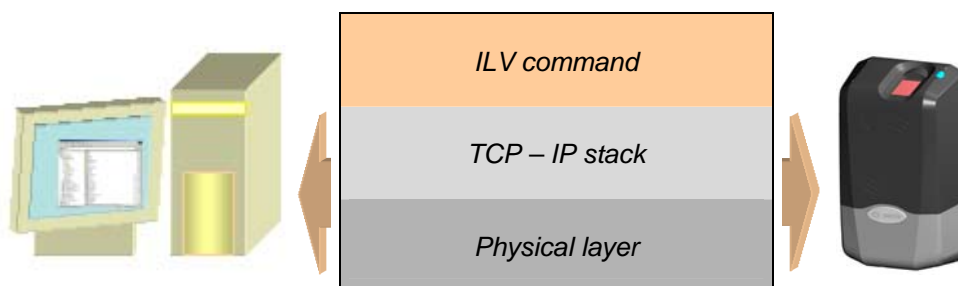 ILV command
TCP – IP stack
Physical layer